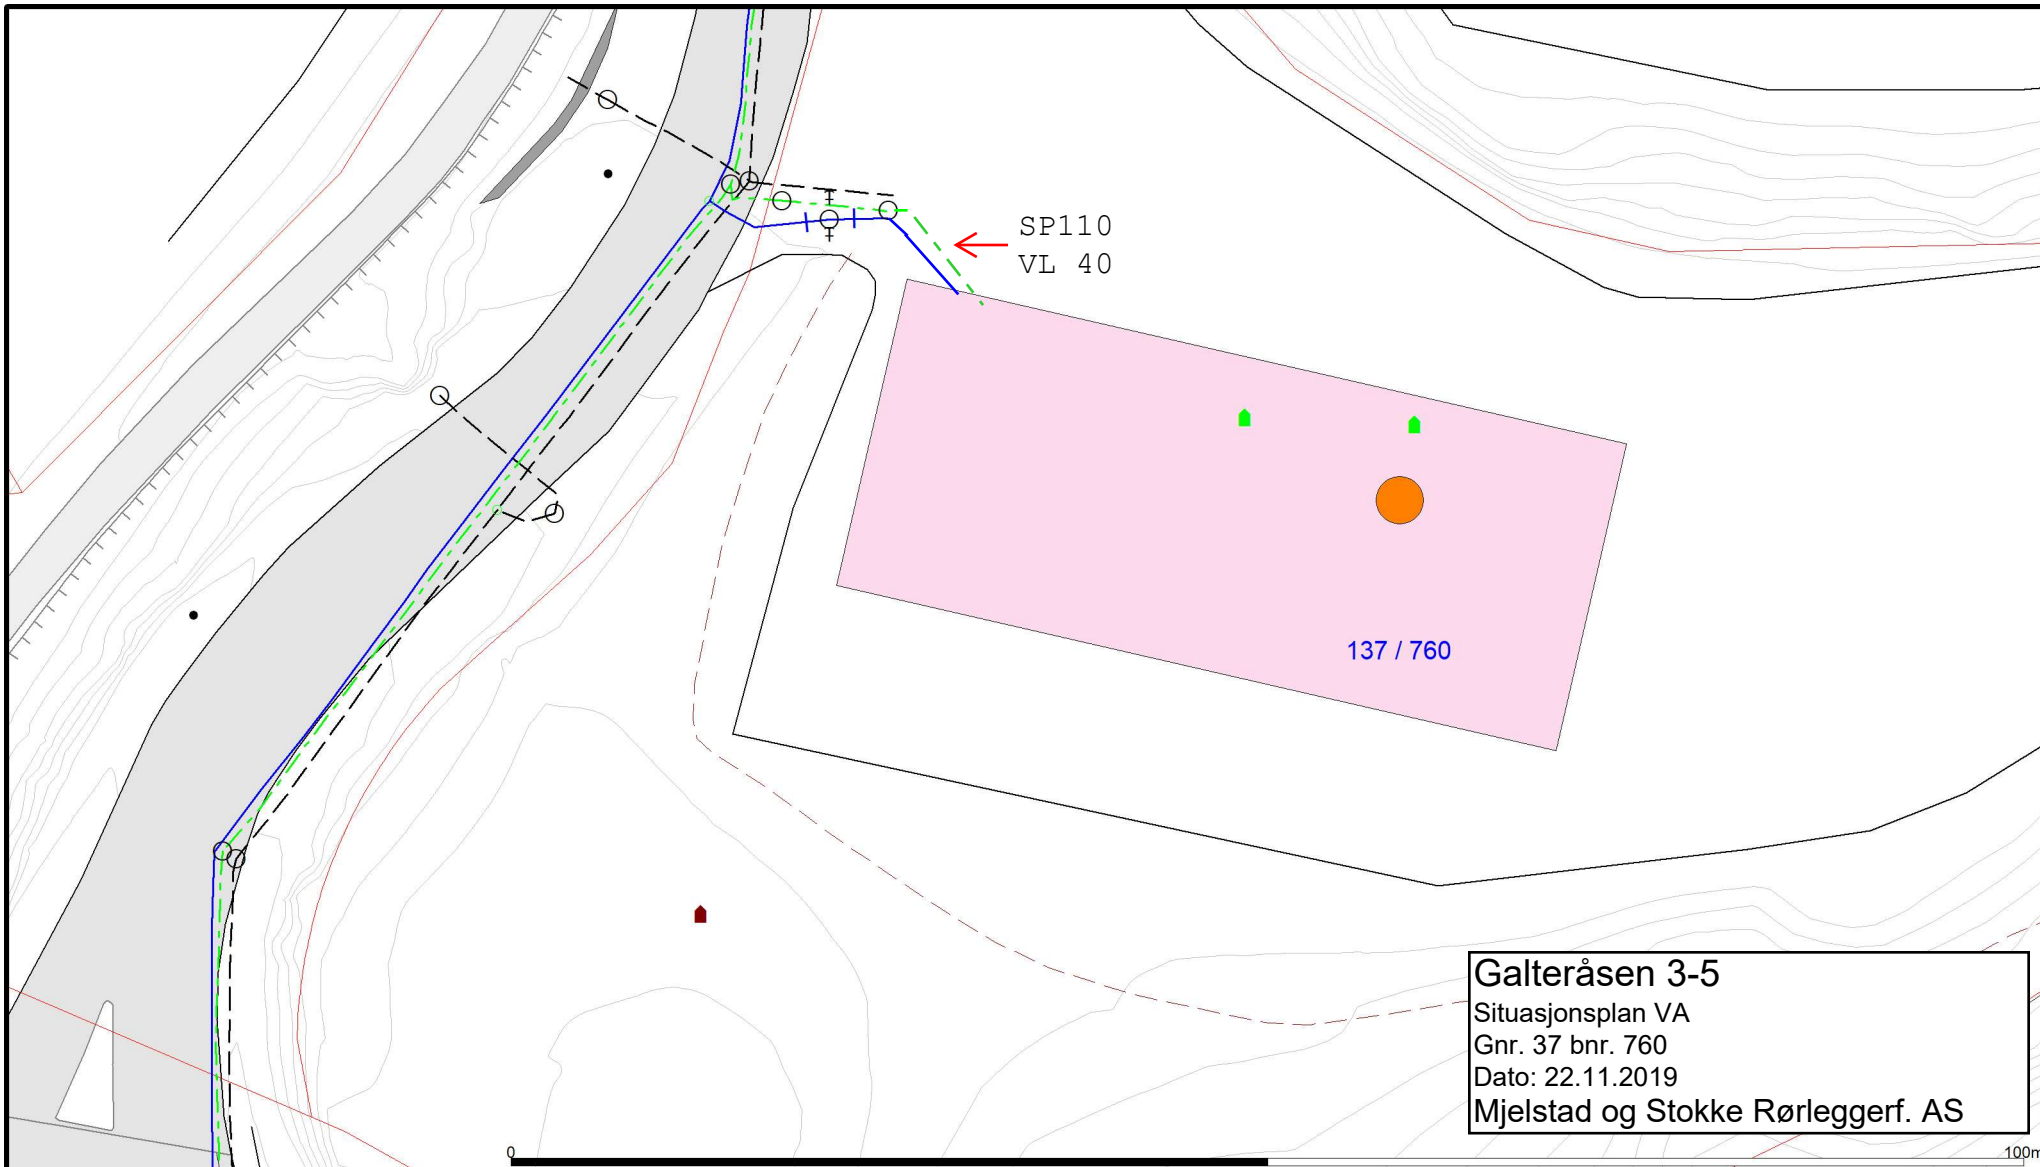 SP110
VL 40
137 / 760
Galteråsen 3-5
Situasjonsplan VA
Gnr. 37 bnr. 760
Dato: 22.11.2019
Mjelstad og Stokke Rørleggerf. AS
0
100m